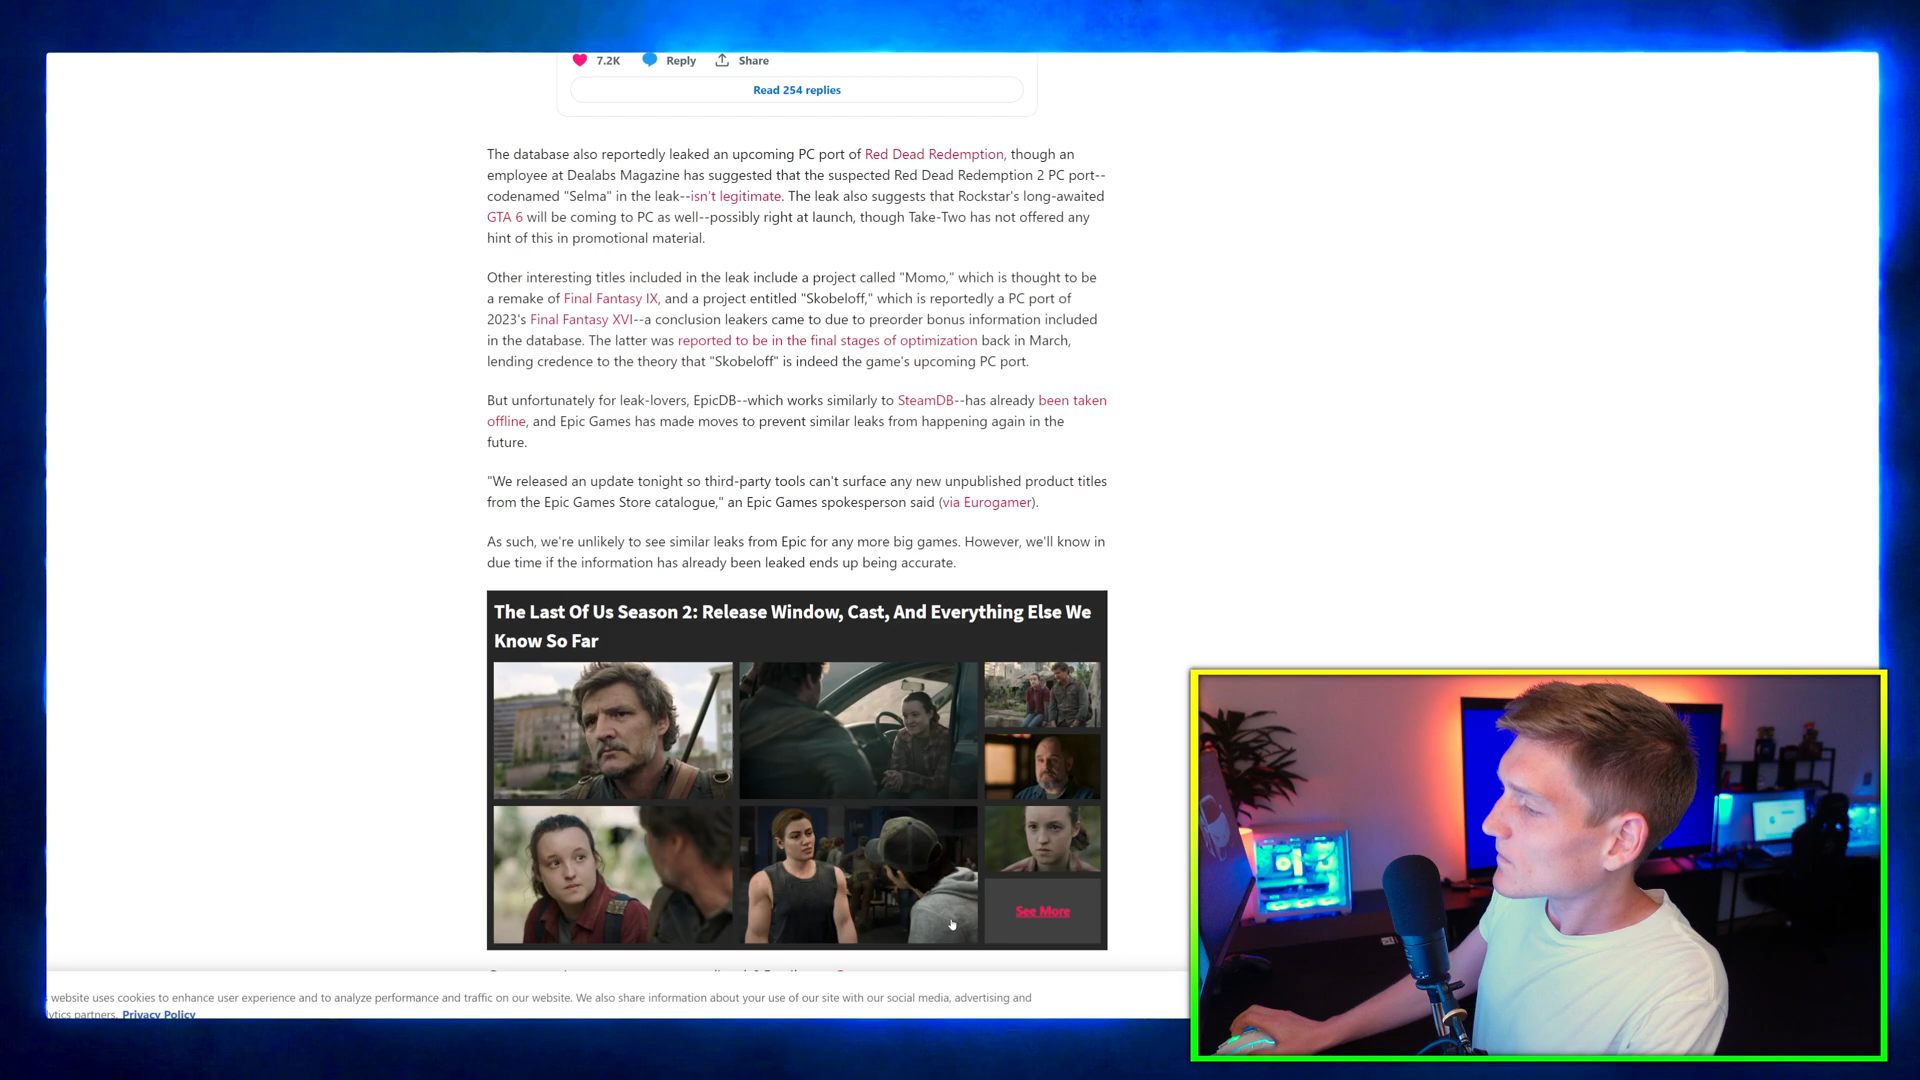 7.2K Reply Share
Read 254 replies
The database also reportedly leaked an upcoming PC port of Red Dead Redemption, though an
employee at Dealabs Magazine has suggested that the suspected Red Dead Redemption 2 PC port--
codenamed "Selma" in the leak--isn't legitimate. The leak also suggests that Rockstar's long-awaited
GTA 6 will be coming to PC as well--possibly right at launch, though Take-Two has not offered any
hint of this in promotional material.
Other interesting titles included in the leak include a project called "Momo," which is thought to be
a remake of Final Fantasy IX, and a project entitled "Skobeloff," which is reportedly a PC port of
2023's Final Fantasy XVI--a conclusion leakers came to due to preorder bonus information included
in the database. The latter was reported to be in the final stages of optimization back in March,
lending credence to the theory that "Skobeloff" is indeed the game's upcoming PC port.
But unfortunately for leak-lovers, EpicDB--which works similarly to SteamDB--has already been taken
offline, and Epic Games has made moves to prevent similar leaks from happening again in the
future.
"We released an update tonight so third-party tools can't surface any new unpublished product titles
from the Epic Games Store catalogue," an Epic Games spokesperson said (via Eurogamer).
As such, we're unlikely to see similar leaks from Epic for any more big games. However, we'll know in
due time if the information has already been leaked ends up being accurate.
The Last Of Us Season 2: Release Window, Cast, And Everything Else We
Know So Far
See More
website uses cookies to enhance user experience and to analyze performance and traffic on our website. We also share information about your use of our site with our social media, advertising and
lytics partners. Privacy Policy